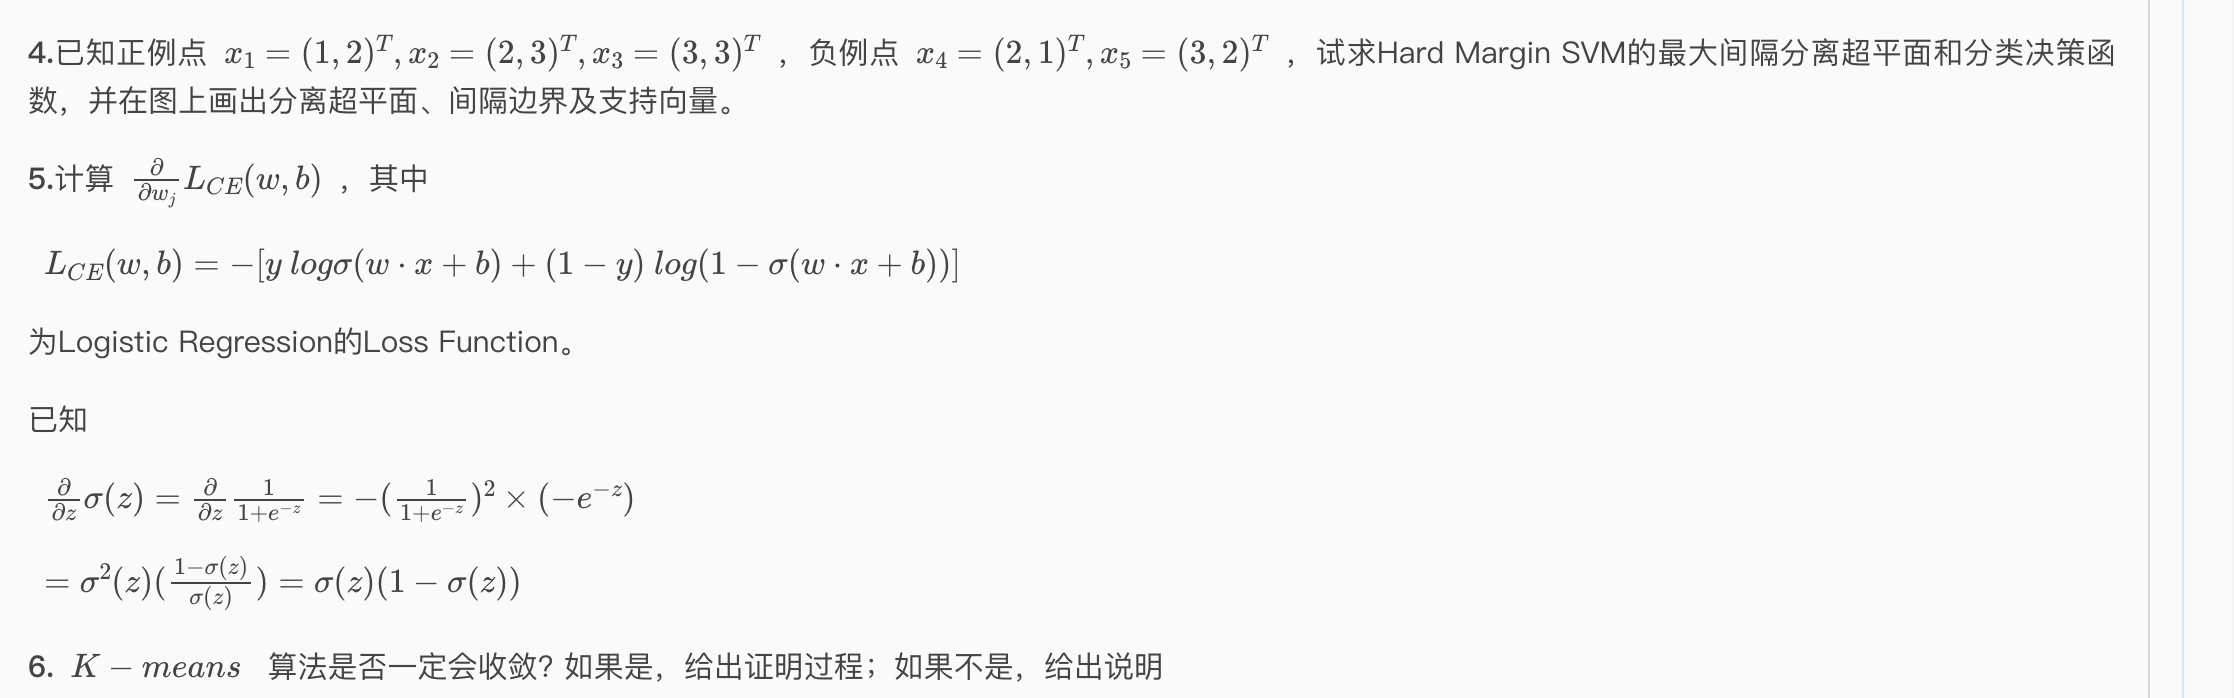 4.已知正例点 $x_1 = (1,2)^T, x_2 = (2,3)^T, x_3 = (3,3)^T$ ，负例点 $x_4 = (2,1)^T, x_5 = (3,2)^T$ ，试求Hard Margin SVM的最大间隔分离超平面和分类决策函
数，并在图上画出分离超平面、间隔边界及支持向量。
5.计算 $\frac{\partial}{\partial w_j} L_{CE}(w,b)$ ，其中
$L_{CE}(w,b) = -[y \, log\sigma(w \cdot x + b) + (1-y) \, log(1 - \sigma(w \cdot x + b))]$
为Logistic Regression的Loss Function。
已知
$\frac{\partial}{\partial z} \sigma(z) = \frac{\partial}{\partial z} \frac{1}{1+e^{-z}} = -(\frac{1}{1+e^{-z}})^2 \times (-e^{-z})$
$= \sigma^2(z)(\frac{1-\sigma(z)}{\sigma(z)}) = \sigma(z)(1-\sigma(z))$
6. $K-means$ 算法是否一定会收敛？如果是，给出证明过程；如果不是，给出说明